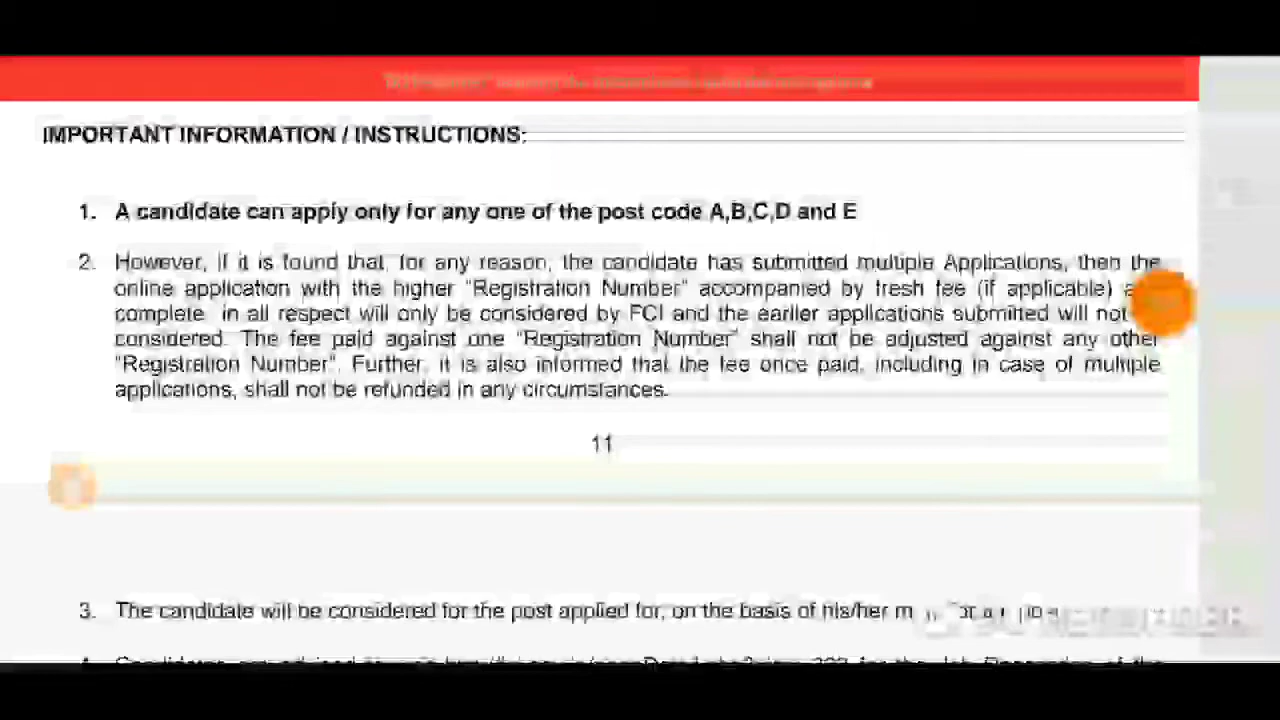 IMPORTANT INFORMATION / INSTRUCTIONS:
1. A candidate can apply only for any one of the post code A,B,C,D and E
2. However, if it is found that, for any reason, the candidate has submitted multiple Applications, then the
online application with the higher "Registration Number" accompanied by fresh fee (if applicable)
complete in all respect will only be considered by FCI and the earlier applications submitted will not
considered. The fee paid against one "Registration Number" shall not be adjusted against any other
"Registration Number". Further, it is also informed that the fee once paid, including in case of multiple
applications, shall not be refunded in any circumstances.
11
3. The candidate will be considered for the post applied for, on the basis of his/her